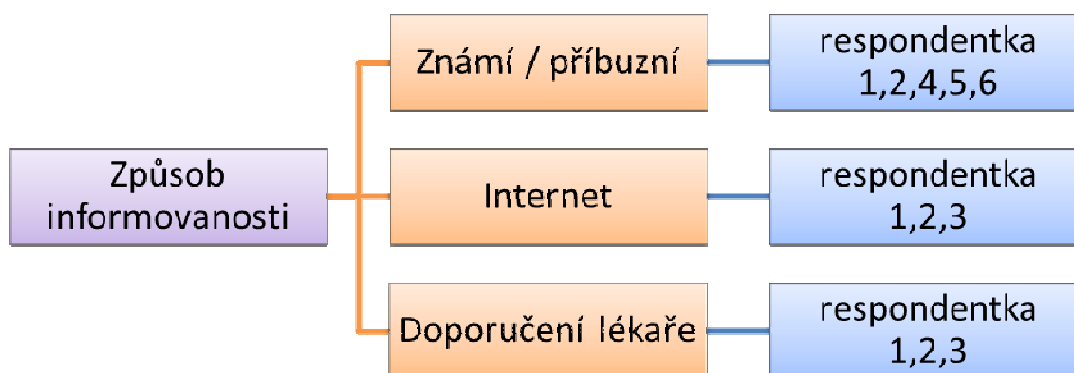 Způsob
informovanosti
Známí / příbuzní
respondentka
1,2,4,5,6
Internet
respondentka
1,2,3
Doporučení lékaře
respondentka
1,2,3